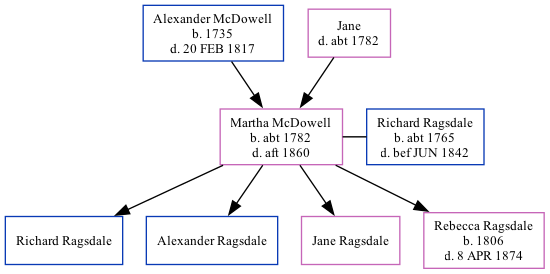 Alexander McDowell
b. 1735
d. 20 FEB 1817
Jane
d. abt 1782
Martha McDowell
b. abt 1782
d. aft 1860
Richard Ragsdale
b. abt 1765
d. bef JUN 1842
Richard Ragsdale
Alexander Ragsdale
Jane Ragsdale
Rebecca Ragsdale
b. 1806
d. 8 APR 1874